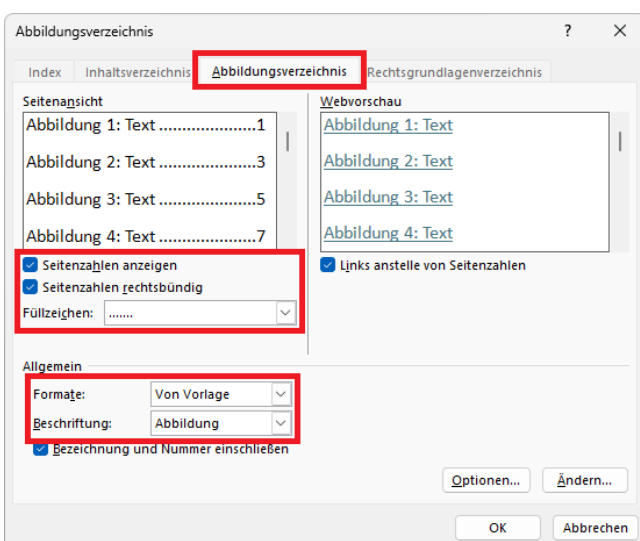 Abbildungsverzeichnis ? ×
Index Inhaltsverzeichnis Abbildungsverzeichnis Rechtsgrundlagenverzeichnis
Seitenansicht
Abbildung 1: Text ......................1
Abbildung 2: Text ......................3
Abbildung 3: Text ......................5
Abbildung 4: Text ......................7
Webvorschau
Abbildung 1: Text
Abbildung 2: Text
Abbildung 3: Text
Abbildung 4: Text
Seitenzahlen anzeigen
Seitenzahlen rechtsbündig
Füllzeichen: .......
Links anstelle von Seitenzahlen
Allgemein
Formate: Von Vorlage
Beschriftung: Abbildung
Bezeichnung und Nummer einschließen
Optionen... Ändern...
OK Abbrechen